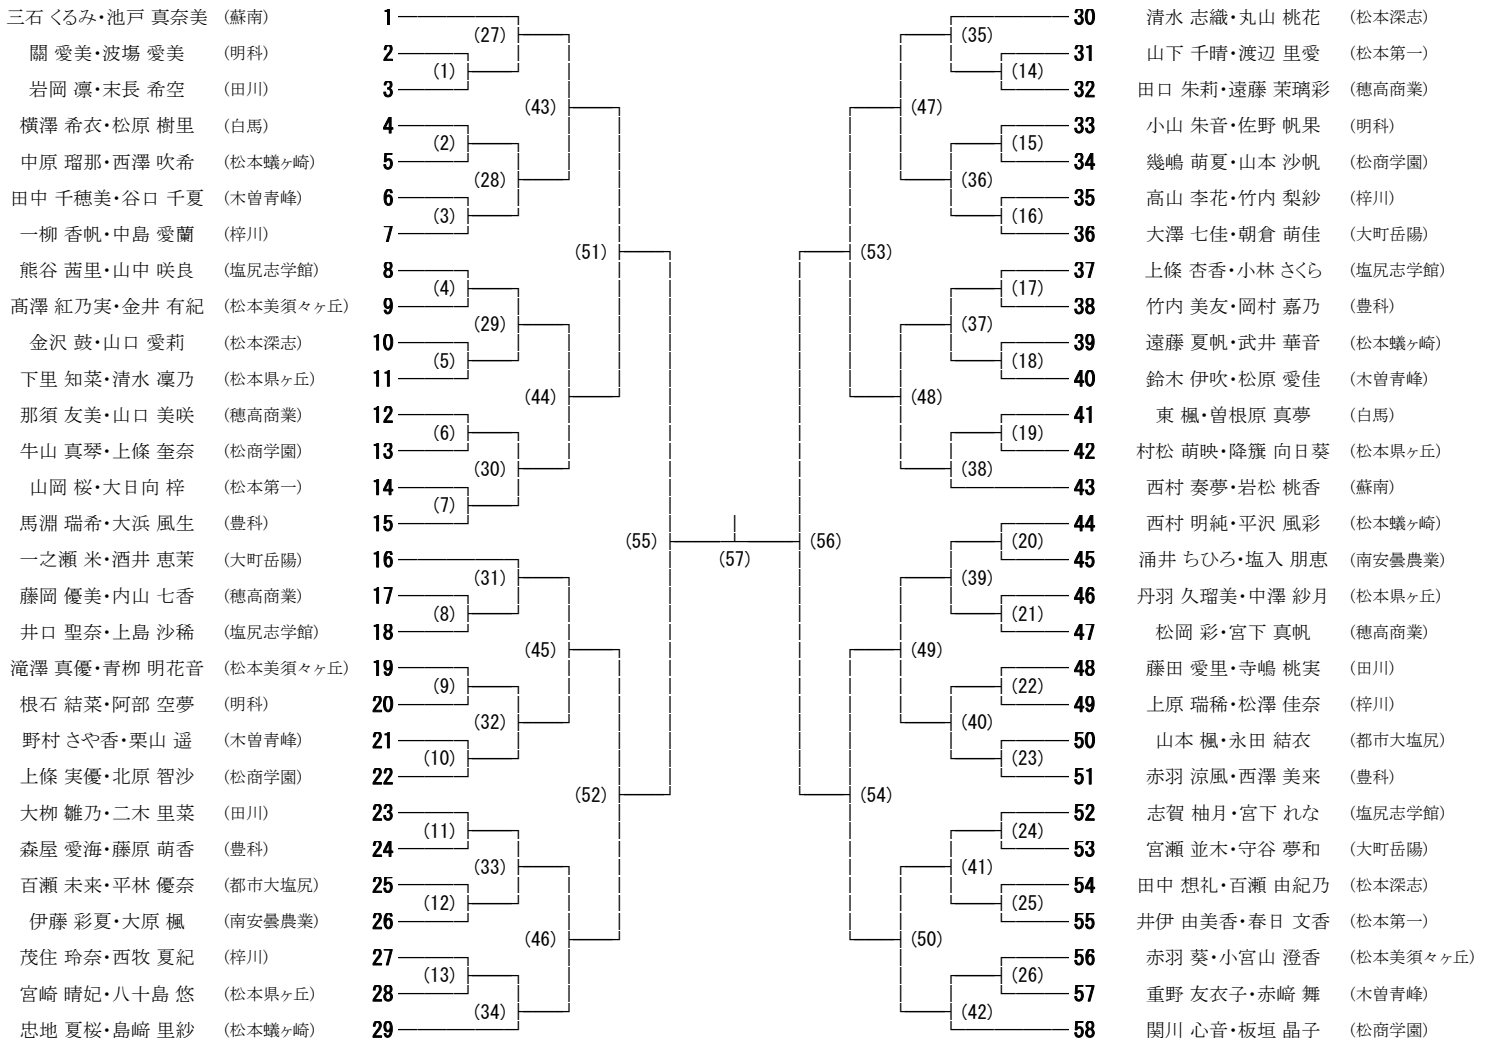 三石 くるみ・池戸 真奈美 (蘇南) 1
關 愛美・波塲 愛美 (明科) 2
岩岡 凛・末長 希空 (田川) 3
横澤 希衣・松原 樹里 (白馬) 4
中原 瑠那・西澤 吹希 (松本蟻ヶ崎) 5
田中 千穂美・谷口 千夏 (木曽青峰) 6
一柳 香帆・中島 愛蘭 (梓川) 7
熊谷 茜里・山中 咲良 (塩尻志学館) 8
髙澤 紅乃実・金井 有紀 (松本美須々ヶ丘) 9
金沢 鼓・山口 愛莉 (松本深志) 10
下里 知菜・清水 凜乃 (松本県ヶ丘) 11
那須 友美・山口 美咲 (穂高商業) 12
牛山 真琴・上條 奎奈 (松商学園) 13
山岡 桜・大日向 梓 (松本第一) 14
馬淵 瑞希・大浜 風生 (豊科) 15
一之瀬 米・酒井 恵茉 (大町岳陽) 16
藤岡 優美・内山 七香 (穂高商業) 17
井口 聖奈・上島 沙稀 (塩尻志学館) 18
滝澤 真優・青栁 明花音 (松本美須々ヶ丘) 19
根石 結菜・阿部 空夢 (明科) 20
野村 さや香・栗山 遥 (木曽青峰) 21
上條 実優・北原 智沙 (松商学園) 22
大栁 雛乃・二木 里菜 (田川) 23
森屋 愛海・藤原 萌香 (豊科) 24
百瀬 未来・平林 優奈 (都市大塩尻) 25
伊藤 彩夏・大原 楓 (南安曇農業) 26
茂住 玲奈・西牧 夏紀 (梓川) 27
宮崎 晴妃・八十島 悠 (松本県ヶ丘) 28
忠地 夏桜・島﨑 里紗 (松本蟻ヶ崎) 29
(1)
(2)
(3)
(4)
(5)
(6)
(7)
(8)
(9)
(10)
(11)
(12)
(13)
(27)
(28)
(29)
(30)
(31)
(32)
(33)
(34)
(43)
(44)
(45)
(46)
(51)
(52)
(55)
(57)
(56)
(53)
(54)
(47)
(48)
(49)
(50)
(35)
(36)
(37)
(38)
(39)
(40)
(41)
(42)
(14)
(15)
(16)
(17)
(18)
(19)
(20)
(21)
(22)
(23)
(24)
(25)
(26)
30 清水 志織・丸山 桃花 (松本深志)
31 山下 千晴・渡辺 里愛 (松本第一)
32 田口 朱莉・遠藤 茉璃彩 (穂高商業)
33 小山 朱音・佐野 帆果 (明科)
34 幾嶋 萌夏・山本 沙帆 (松商学園)
35 高山 李花・竹内 梨紗 (梓川)
36 大澤 七佳・朝倉 萌佳 (大町岳陽)
37 上條 杏香・小林 さくら (塩尻志学館)
38 竹内 美友・岡村 嘉乃 (豊科)
39 遠藤 夏帆・武井 華音 (松本蟻ヶ崎)
40 鈴木 伊吹・松原 愛佳 (木曽青峰)
41 東 楓・曽根原 真夢 (白馬)
42 村松 萌映・降籏 向日葵 (松本県ヶ丘)
43 西村 奏夢・岩松 桃香 (蘇南)
44 西村 明純・平沢 風彩 (松本蟻ヶ崎)
45 涌井 ちひろ・塩入 朋恵 (南安曇農業)
46 丹羽 久瑠美・中澤 紗月 (松本県ヶ丘)
47 松岡 彩・宮下 真帆 (穂高商業)
48 藤田 愛里・寺嶋 桃実 (田川)
49 上原 瑞稀・松澤 佳奈 (梓川)
50 山本 楓・永田 結衣 (都市大塩尻)
51 赤羽 涼風・西澤 美来 (豊科)
52 志賀 柚月・宮下 れな (塩尻志学館)
53 宮瀬 並木・守谷 夢和 (大町岳陽)
54 田中 想礼・百瀬 由紀乃 (松本深志)
55 井伊 由美香・春日 文香 (松本第一)
56 赤羽 葵・小宮山 澄香 (松本美須々ヶ丘)
57 重野 友衣子・赤﨑 舞 (木曽青峰)
58 関川 心音・板垣 晶子 (松商学園)